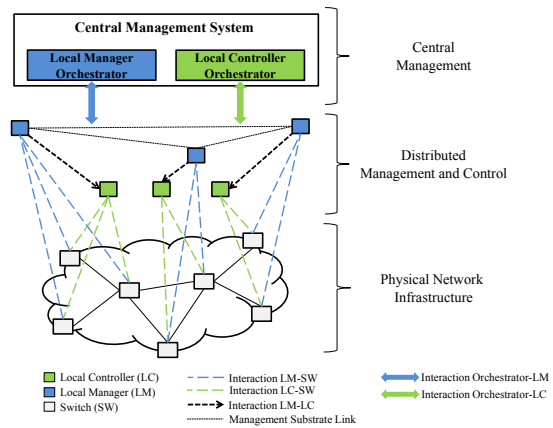 Central Management System
Local Manager
Orchestrator
Local Controller
Orchestrator
Central
Management
Distributed
Management and Control
Physical Network
Infrastructure
Local Controller (LC)
Local Manager (LM)
Switch (SW)
Interaction LM-SW
Interaction LC-SW
Interaction LM-LC
Management Substrate Link
Interaction Orchestrator-LM
Interaction Orchestrator-LC